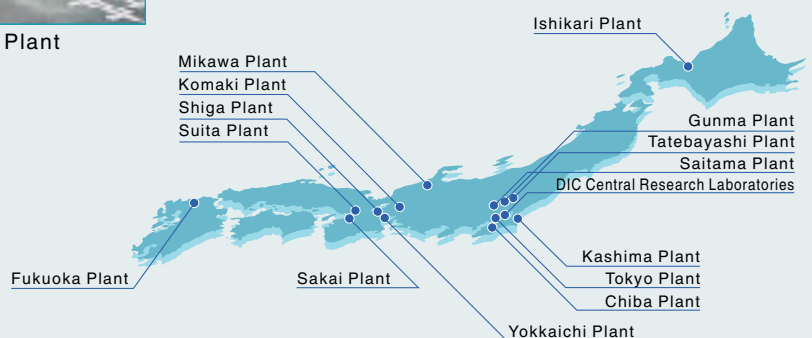 Plant
Ishikari Plant
Mikawa Plant
Komaki Plant
Shiga Plant
Suita Plant
Gunma Plant
Tatebayashi Plant
Saitama Plant
DIC Central Research Laboratories
Kashima Plant
Tokyo Plant
Chiba Plant
Fukuoka Plant
Sakai Plant
Yokkaichi Plant